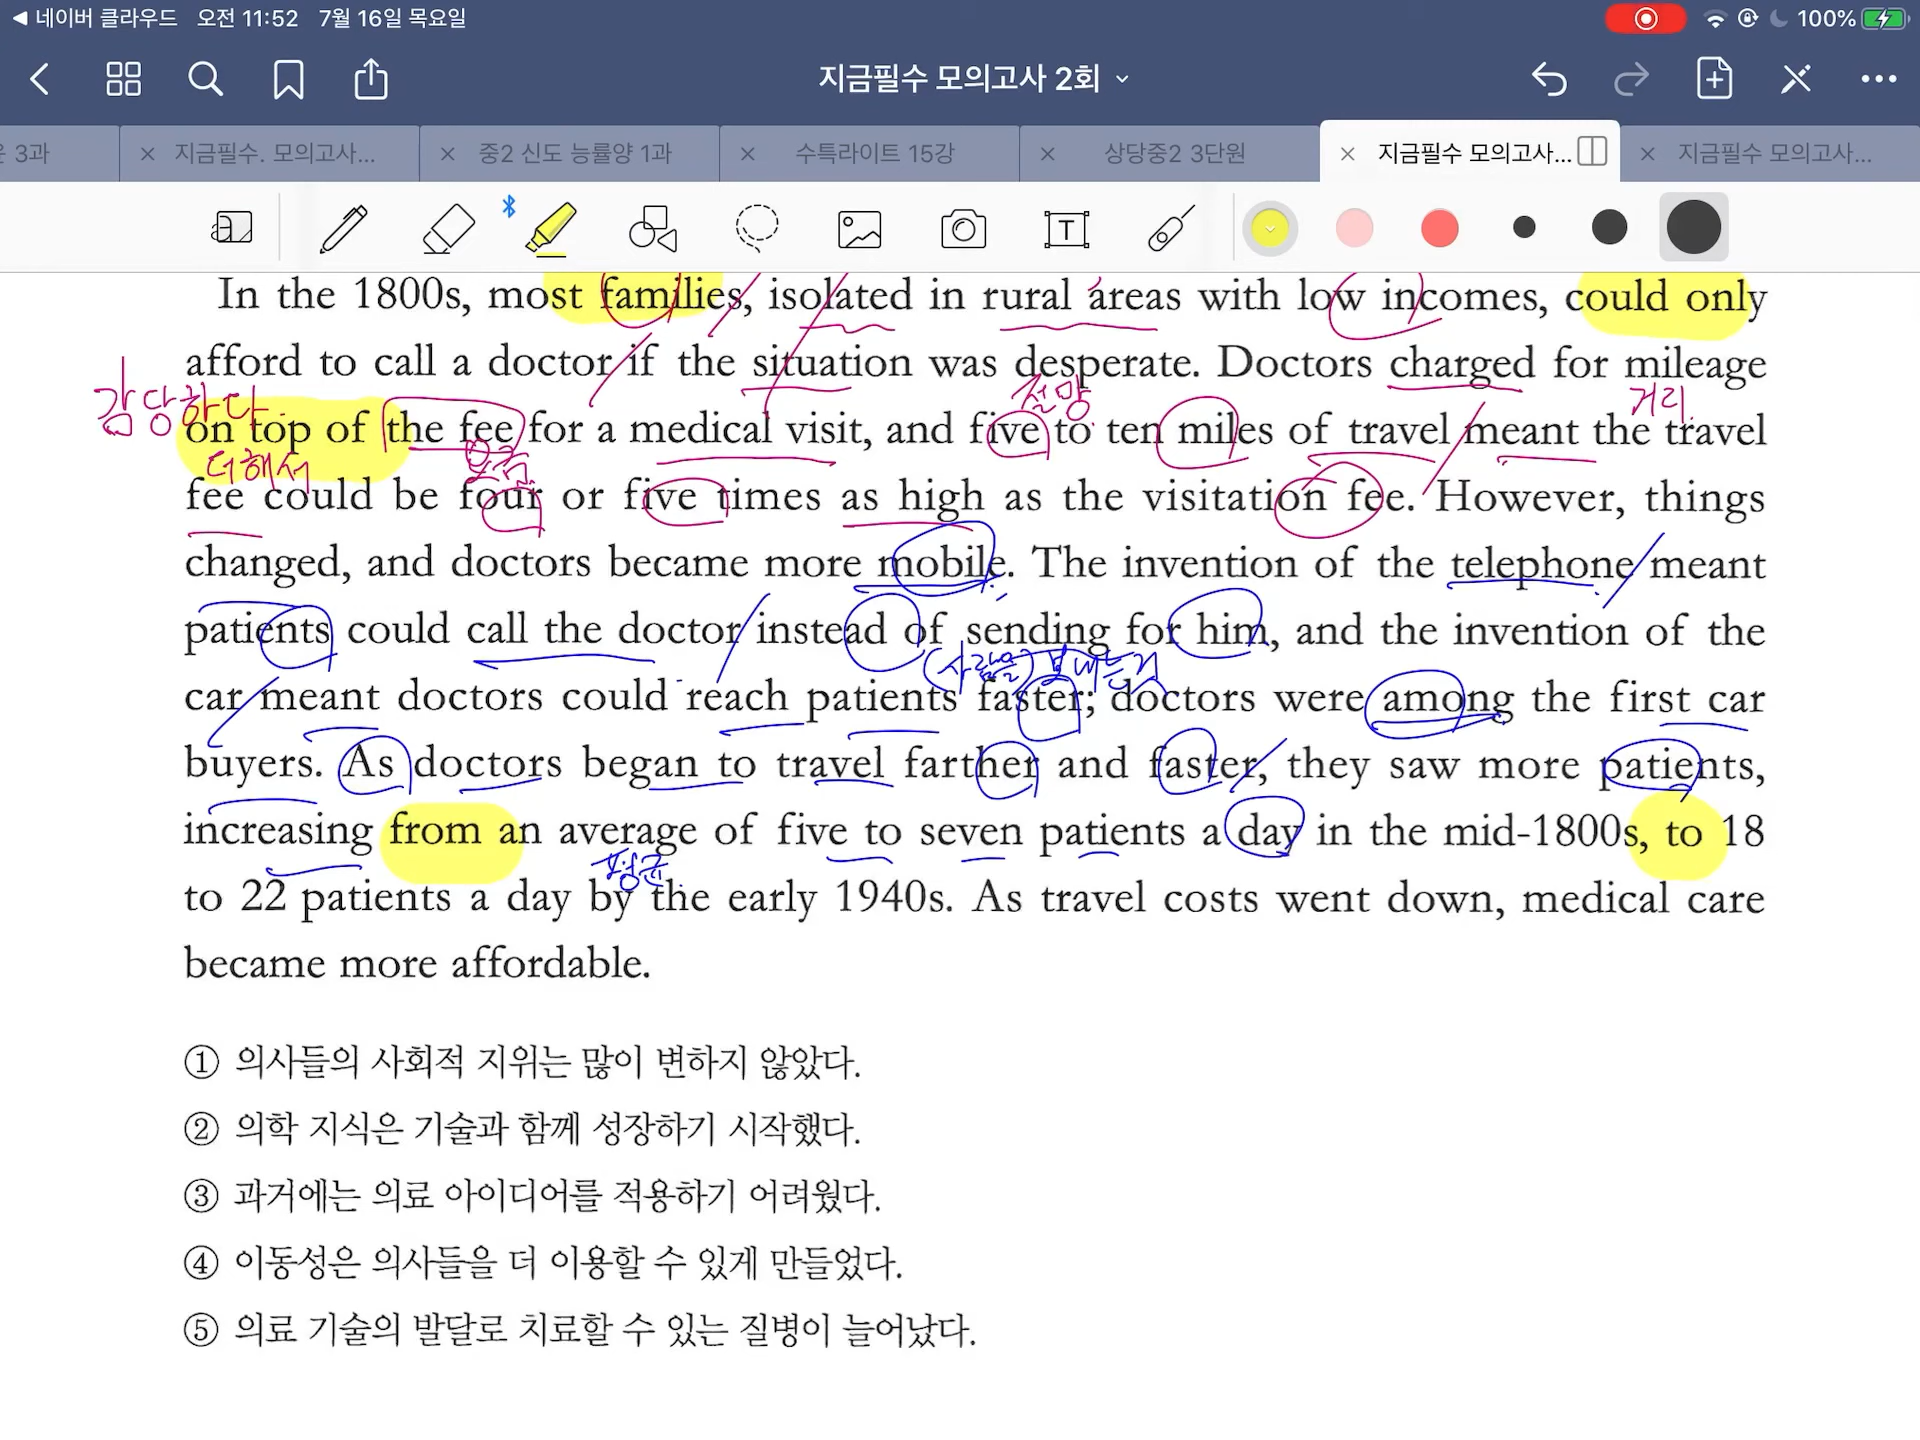 네이버 클라우드 오전 11:52 7월 16일 목요일 100%
지금필수 모의고사 2회
3과 지금필수. 모의고사... 중2 신도 능률양 1과 수특라이트 15강 상당중2 3단원 지금필수 모의고사... 지금필수 모의고사...
In the 1800s, most families, isolated in rural areas with low incomes, could only
afford to call a doctor if the situation was desperate. Doctors charged for mileage
감당하다 절망 거리
on top of the fee for a medical visit, and five to ten miles of travel meant the travel
더해서 요금
fee could be four or five times as high as the visitation fee. However, things
changed, and doctors became more mobile. The invention of the telephone meant
patients could call the doctor instead of sending for him, and the invention of the
(사람을) 보내는거
car meant doctors could reach patients faster; doctors were among the first car
buyers. As doctors began to travel farther and faster, they saw more patients,
increasing from an average of five to seven patients a day in the mid-1800s, to 18
평균
to 22 patients a day by the early 1940s. As travel costs went down, medical care
became more affordable.
① 의사들의 사회적 지위는 많이 변하지 않았다.
② 의학 지식은 기술과 함께 성장하기 시작했다.
③ 과거에는 의료 아이디어를 적용하기 어려웠다.
④ 이동성은 의사들을 더 이용할 수 있게 만들었다.
⑤ 의료 기술의 발달로 치료할 수 있는 질병이 늘어났다.